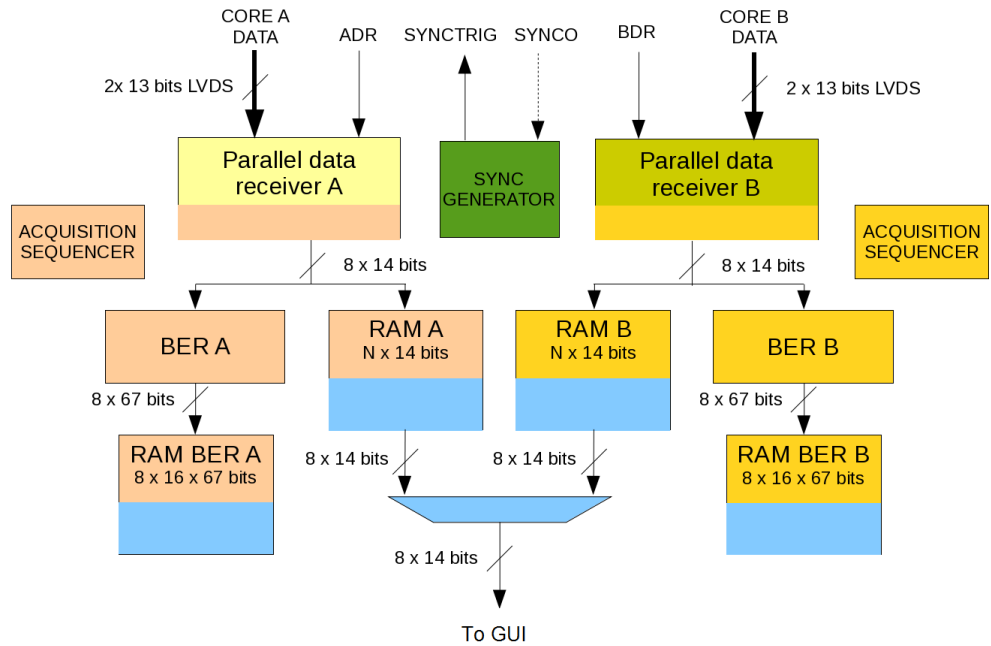 CORE A
DATA
ADR
SYNCTRIG
SYNCO
BDR
CORE B
DATA
2x 13 bits LVDS
2 x 13 bits LVDS
Parallel data
receiver A
SYNC
GENERATOR
Parallel data
receiver B
ACQUISITION
SEQUENCER
ACQUISITION
SEQUENCER
8 x 14 bits
8 x 14 bits
BER A
RAM A
N x 14 bits
RAM B
N x 14 bits
BER B
8 x 67 bits
8 x 67 bits
RAM BER A
8 x 16 x 67 bits
8 x 14 bits
8 x 14 bits
RAM BER B
8 x 16 x 67 bits
8 x 14 bits
To GUI